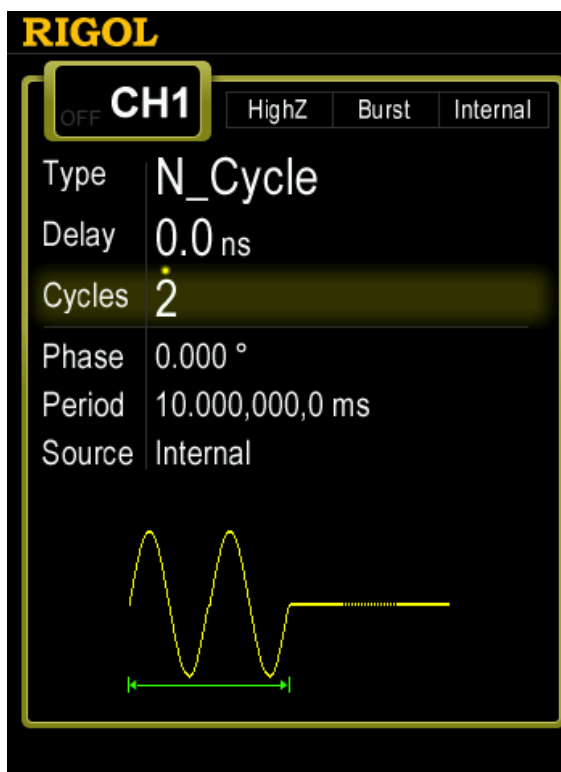 RIGOL
OFF CH1 HighZ Burst Internal
Type N_Cycle
Delay 0.0 ns
Cycles 2
Phase 0.000 °
Period 10.000,000,0 ms
Source Internal